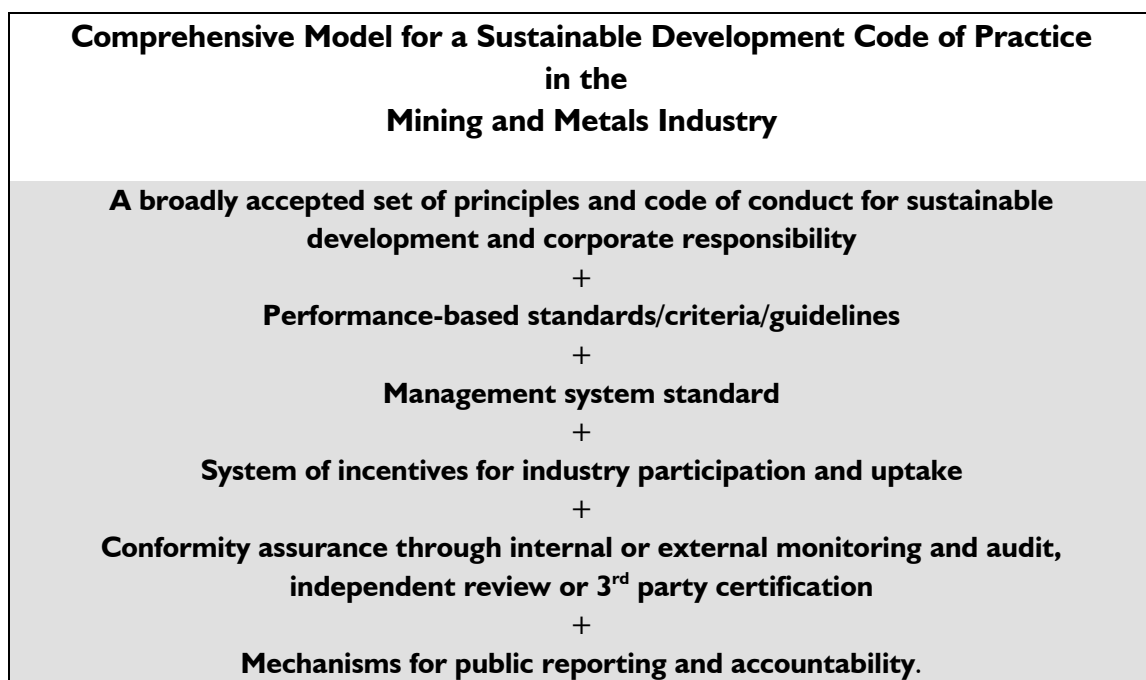 Comprehensive Model for a Sustainable Development Code of Practice
in the
Mining and Metals Industry
A broadly accepted set of principles and code of conduct for sustainable
development and corporate responsibility
+
Performance-based standards/criteria/guidelines
+
Management system standard
+
System of incentives for industry participation and uptake
+
Conformity assurance through internal or external monitoring and audit,
independent review or 3rd party certification
+
Mechanisms for public reporting and accountability.